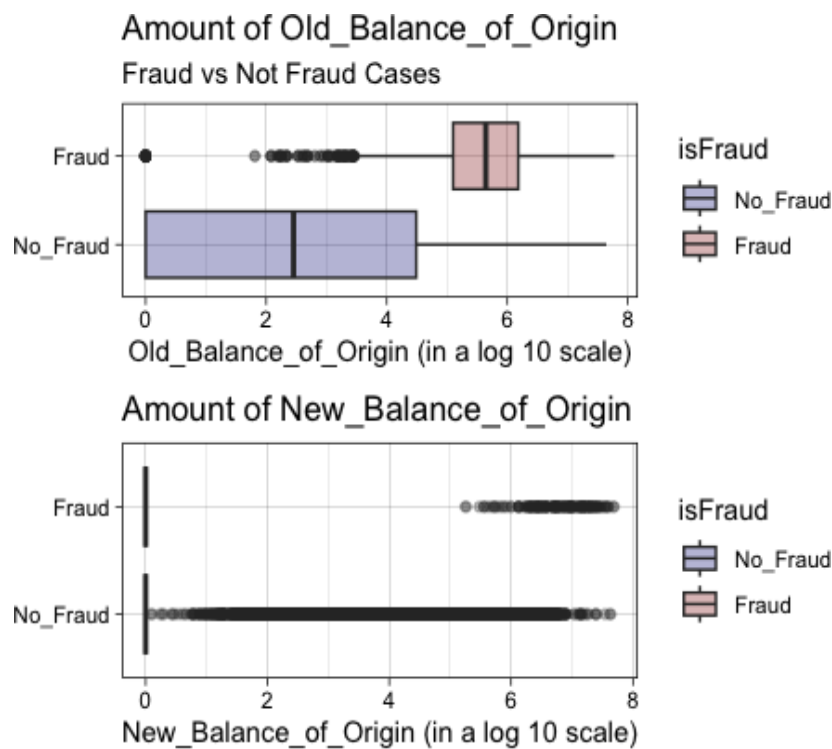 Amount of Old_Balance_of_Origin
Fraud vs Not Fraud Cases
Fraud
No_Fraud
0 2 4 6 8
Old_Balance_of_Origin (in a log 10 scale)
isFraud
No_Fraud
Fraud
Amount of New_Balance_of_Origin
Fraud
No_Fraud
0 2 4 6 8
New_Balance_of_Origin (in a log 10 scale)
isFraud
No_Fraud
Fraud